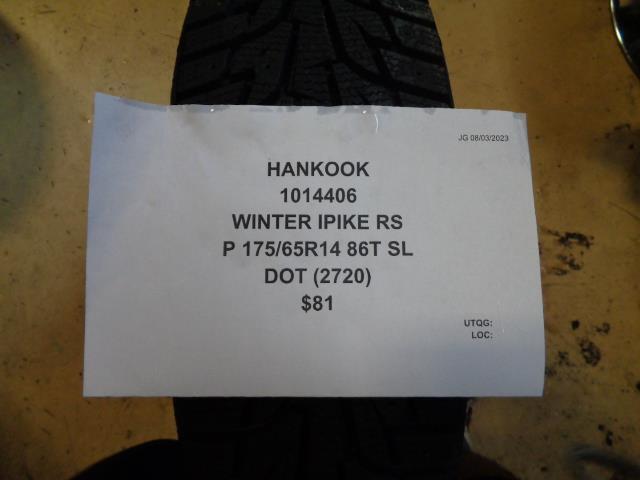 JG 08/03/2023
HANKOOK
1014406
WINTER IPIKE RS
P 175/65R14 86T SL
DOT (2720)
$81
UTQG:
LOC: